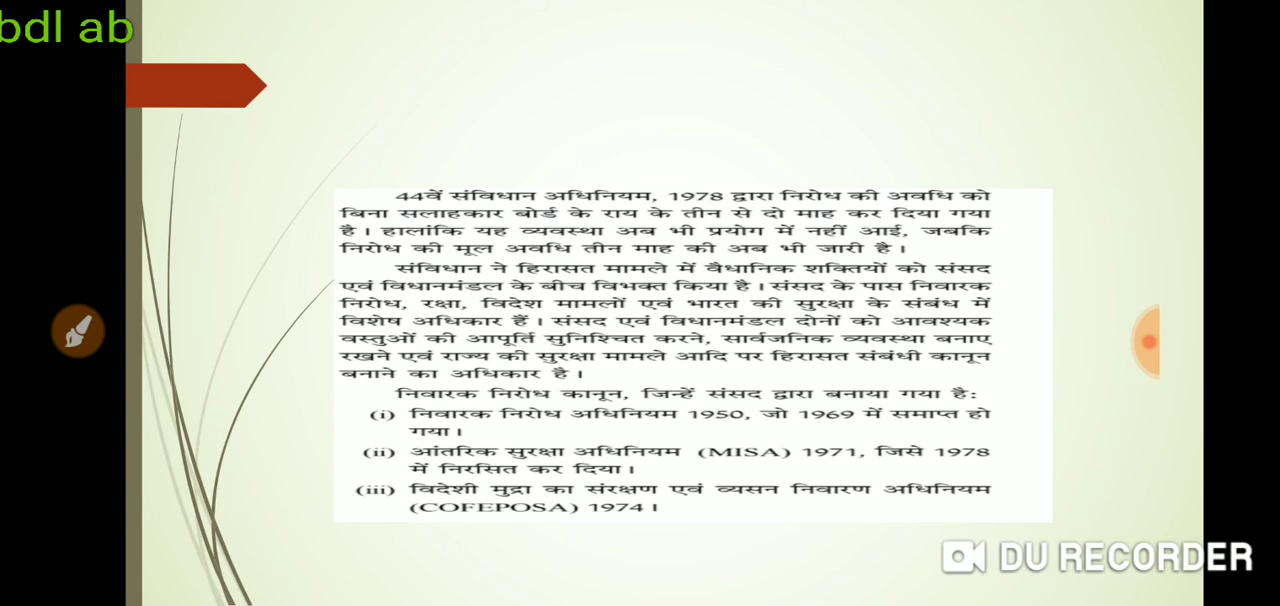 bdl ab
44वें संविधान अधिनियम, 1978 द्वारा निरोध की अवधि को
बिना सलाहकार बोर्ड के राय के तीन से दो माह कर दिया गया
है। हालांकि यह व्यवस्था अब भी प्रयोग में नहीं आई, जबकि
निरोध की मूल अवधि तीन माह की अब भी जारी है।
संविधान ने हिरासत मामले में वैधानिक शक्तियों को संसद
एवं विधानमंडल के बीच विभक्त किया है। संसद के पास निवारक
निरोध, रक्षा, विदेश मामलों एवं भारत की सुरक्षा के संबंध में
विशेष अधिकार हैं। संसद एवं विधानमंडल दोनों को आवश्यक
वस्तुओं की आपूर्ति सुनिश्चित करने, सार्वजनिक व्यवस्था बनाए
रखने एवं राज्य की सुरक्षा मामले आदि पर हिरासत संबंधी कानून
बनाने का अधिकार है।
निवारक निरोध कानून, जिन्हें संसद द्वारा बनाया गया है:
(i) निवारक निरोध अधिनियम 1950, जो 1969 में समाप्त हो
गया।
(ii) आंतरिक सुरक्षा अधिनियम (MISA) 1971, जिसे 1978
में निरसित कर दिया।
(iii) विदेशी मुद्रा का संरक्षण एवं व्यसन निवारण अधिनियम
(COFEPOSA) 1974।
DU RECORDER